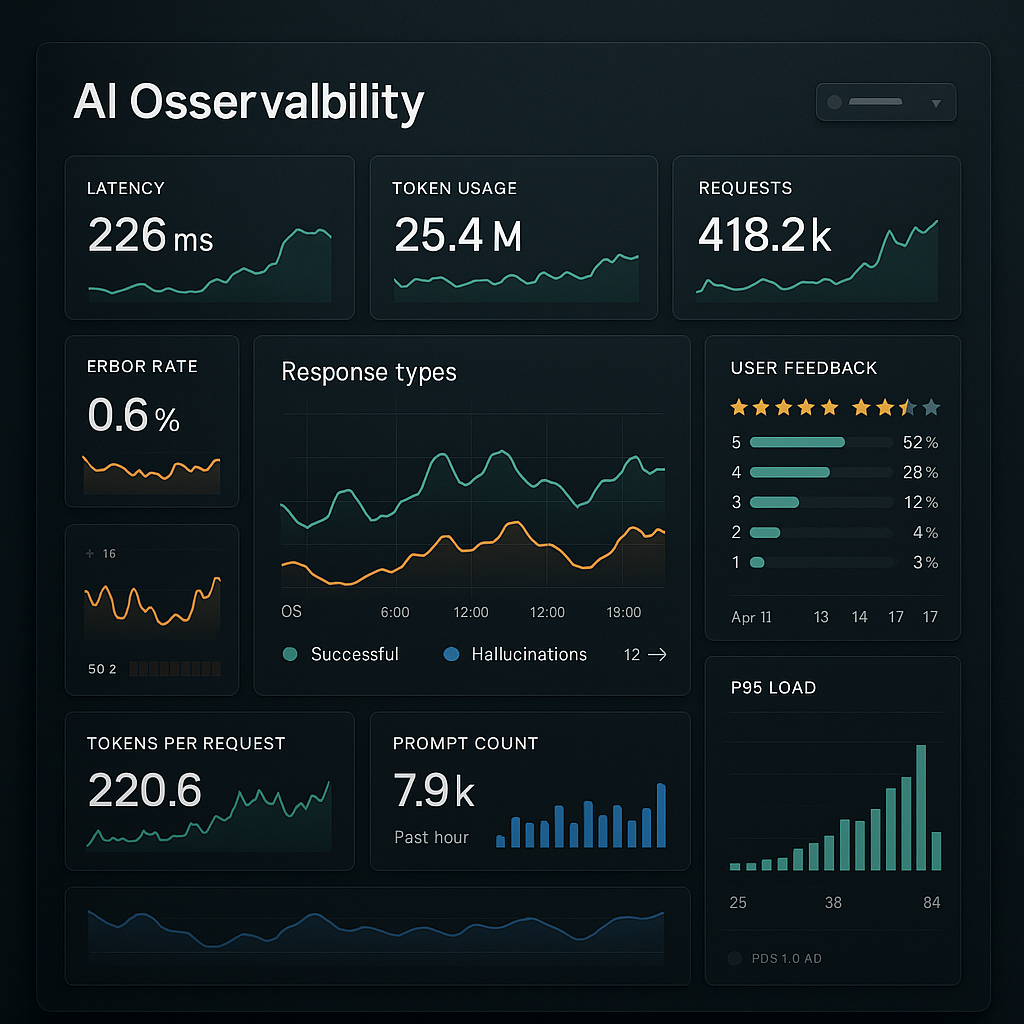 AI Osservalbility
LATENCY
226 ms
TOKEN USAGE
25.4 M
REQUESTS
418.2k
ERBOR RATE
0.6 %
+ 16
50 2
Response types
OS 6:00 12:00 12:00 19:00
Successful Hallucinations 12 →
USER FEEDBACK
5 52 %
4 28 %
3 12 %
2 4 %
1 3 %
Apr 11 13 14 17 17
TOKENS PER REQUEST
220.6
PROMPT COUNT
7.9k
Past hour
P95 LOAD
25 38 84
PDS 1.0 AD